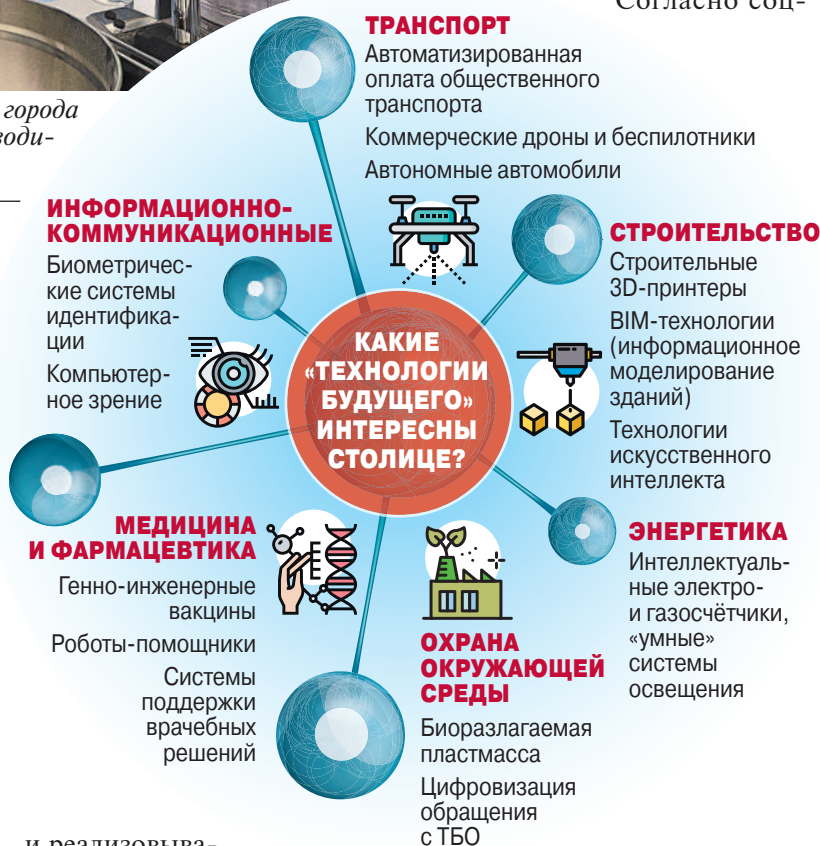 Согласно соц-
города
води-
ТРАНСПОРТ
Автоматизированная
оплата общественного
транспорта
Коммерческие дроны и беспилотники
Автономные автомобили
ИНФОРМАЦИОННО-
КОММУНИКАЦИОННЫЕ
Биометричес-
кие системы
идентифика-
ции
Компьютер-
ное зрение
СТРОИТЕЛЬСТВО
Строительные
3D-принтеры
BIM-технологии
(информационное
моделирование
зданий)
Технологии
искусственного
интеллекта
КАКИЕ
«ТЕХНОЛОГИИ
БУДУЩЕГО»
ИНТЕРЕСНЫ
СТОЛИЦЕ?
МЕДИЦИНА
И ФАРМАЦЕВТИКА
Генно-инженерные
вакцины
Роботы-помощники
Системы
поддержки
врачебных
решений
ОХРАНА
ОКРУЖАЮЩЕЙ
СРЕДЫ
Биоразлагаемая
пластмасса
Цифровизация
обращения
с ТБО
ЭНЕРГЕТИКА
Интеллектуаль-
ные электро-
и газосчётчики,
«умные»
системы
освещения
и реализовыва-